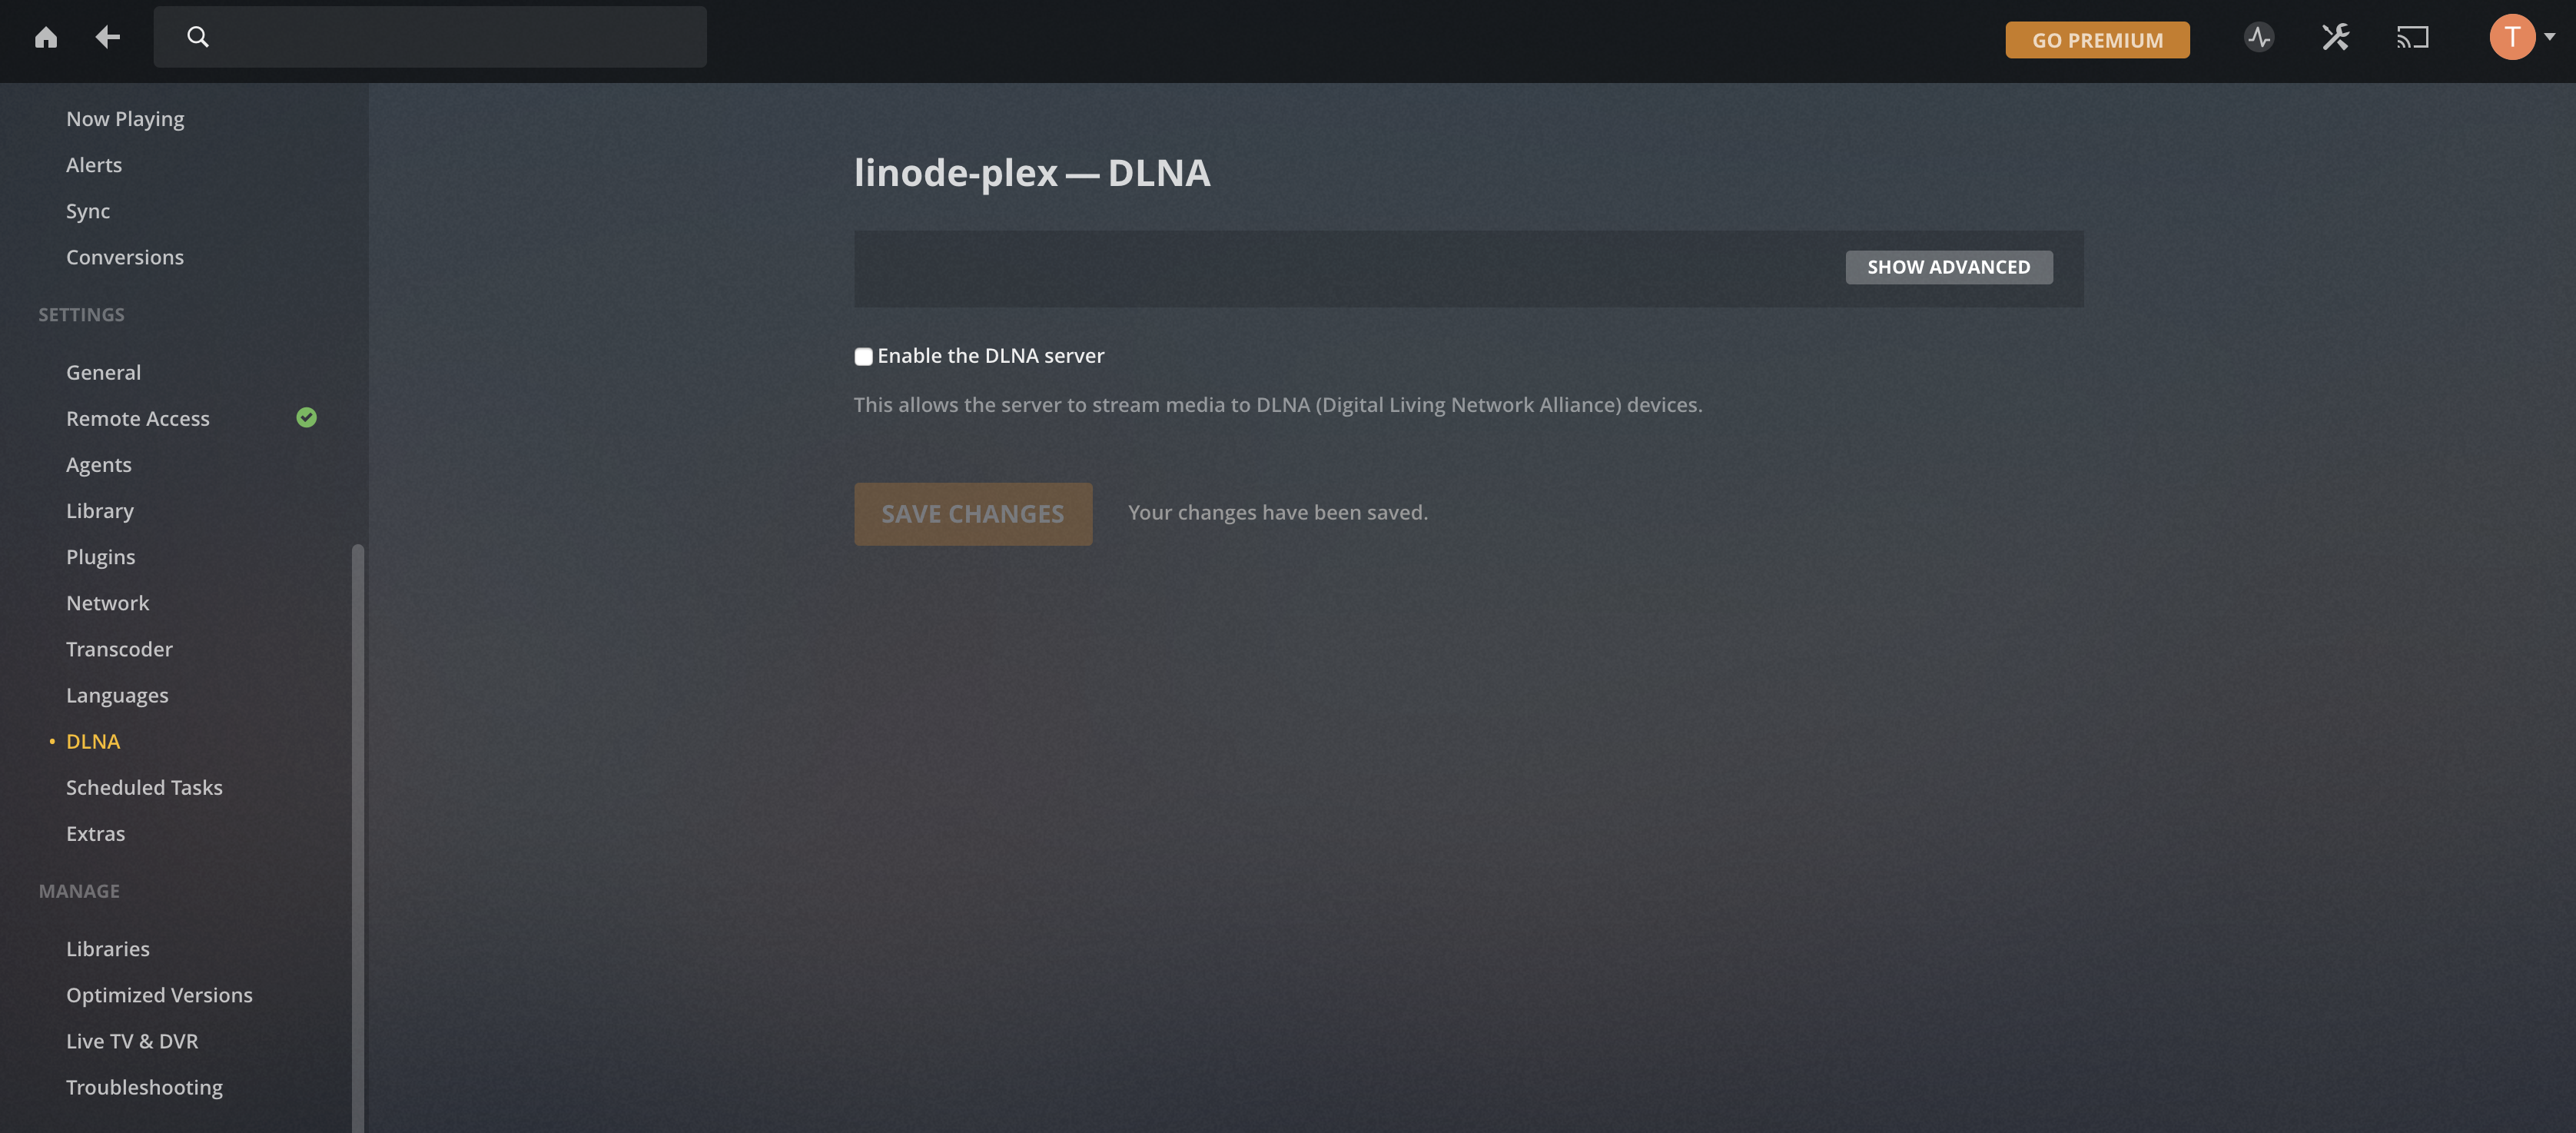 GO PREMIUM
T
Now Playing
Alerts
Sync
Conversions
SETTINGS
General
Remote Access
Agents
Library
Plugins
Network
Transcoder
Languages
• DLNA
Scheduled Tasks
Extras
MANAGE
Libraries
Optimized Versions
Live TV & DVR
Troubleshooting
linode-plex — DLNA
SHOW ADVANCED
Enable the DLNA server
This allows the server to stream media to DLNA (Digital Living Network Alliance) devices.
SAVE CHANGES
Your changes have been saved.